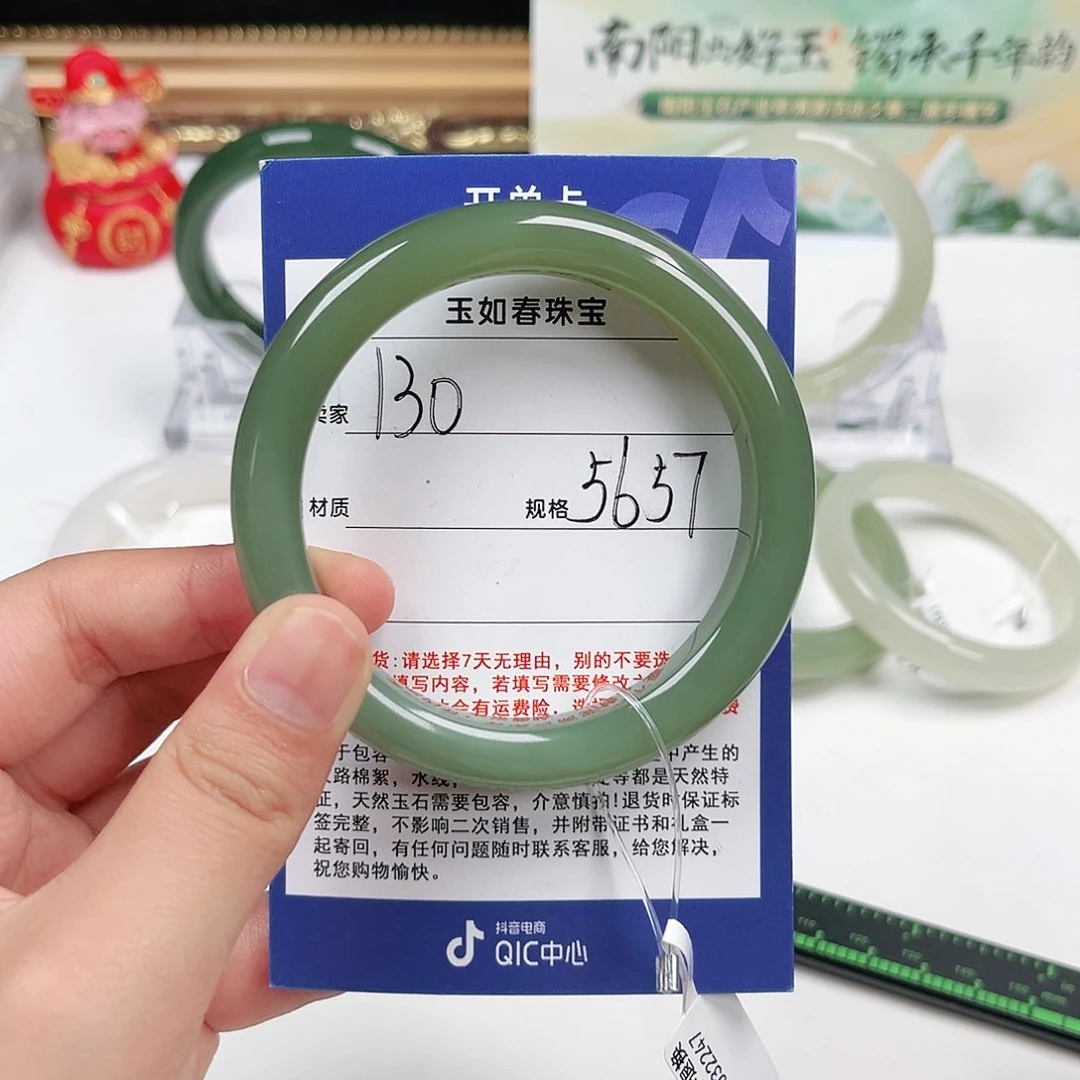 南阳出好玉 镯承千年韵
开单卡
玉如春珠宝
卖家 130
材质 规格 5657
货:请选择7天无理由，别的不要选
填写内容，若填写需要修改
会有运费险
费
于包容
中产生的
路棉絮，水线，
等都是天然特
征，天然玉石需要包容，介意慎拍!退货时保证标
签完整，不影响二次销售，并附带证书和礼盒一
起寄回，有任何问题随时联系客服，给您解决，
祝您购物愉快。
抖音电商
QIC中心
32247